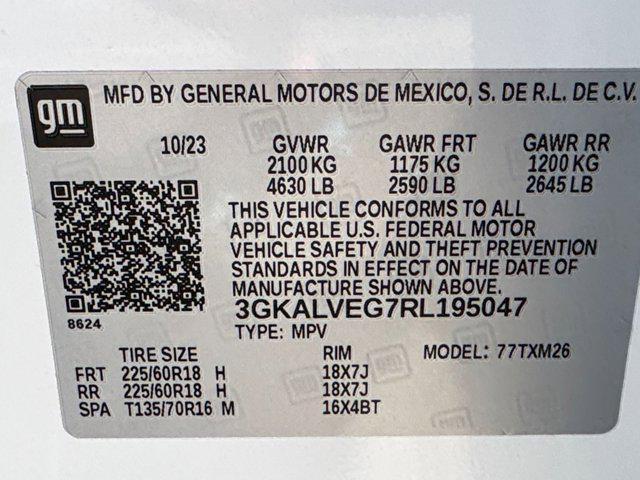 gm
MFD BY GENERAL MOTORS DE MEXICO, S. DE R.L. DE C.V.
10/23 GVWR GAWR FRT GAWR RR
2100 KG 1175 KG 1200 KG
4630 LB 2590 LB 2645 LB
THIS VEHICLE CONFORMS TO ALL
APPLICABLE U.S. FEDERAL MOTOR
VEHICLE SAFETY AND THEFT PREVENTION
STANDARDS IN EFFECT ON THE DATE OF
MANUFACTURE SHOWN ABOVE.
8624
3GKALVEG7RL195047
TYPE: MPV
TIRE SIZE RIM MODEL: 77TXM26
FRT 225/60R18 H 18X7J
RR 225/60R18 H 18X7J
SPA T135/70R16 M 16X4BT